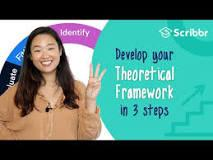 Scribbr
Identify
Develop your
Theoretical
Framework
in 3 steps